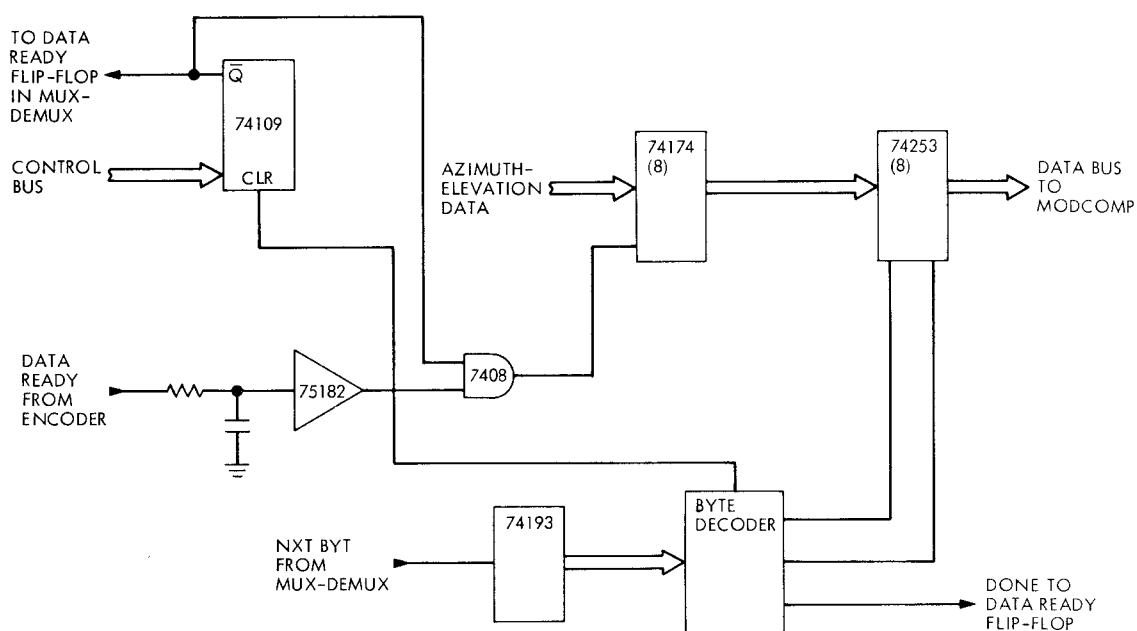 TO DATA
READY
FLIP-FLOP
IN MUX-
DEMUX
Q
74109
CLR
CONTROL
BUS
AZIMUTH-
ELEVATION
DATA
74174
(8)
74253
(8)
DATA BUS
TO
MODCOMP
DATA
READY
FROM
ENCODER
75182
7408
74193
BYTE
DECODER
NXT BYT
FROM
MUX-DEMUX
DONE TO
DATA READY
FLIP-FLOP